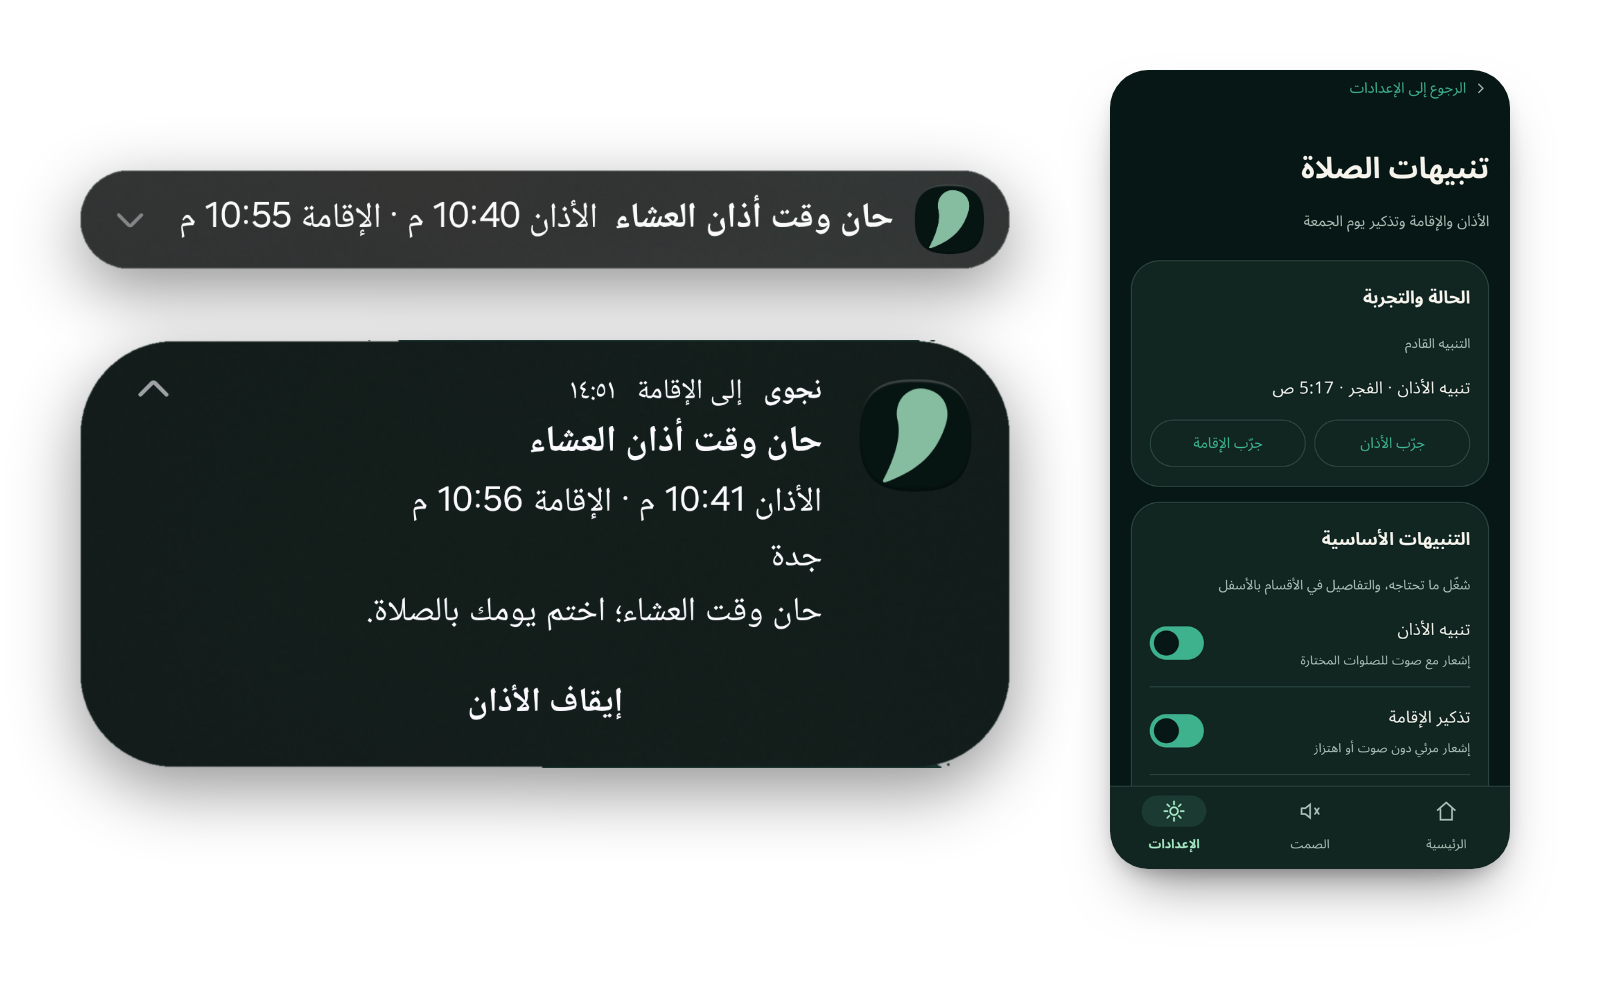 حان وقت أذان العشاء الأذان 10:40 م · الإقامة 10:55 م
نجوى إلى الإقامة ١٤:٥١
حان وقت أذان العشاء
الأذان 10:41 م · الإقامة 10:56 م
جدة
حان وقت العشاء؛ اختم يومك بالصلاة.
إيقاف الأذان
الرجوع إلى الإعدادات
تنبيهات الصلاة
الأذان والإقامة وتذكير يوم الجمعة
الحالة والتجربة
التنبيه القادم
تنبيه الأذان · الفجر · 5:17 ص
جرّب الأذان جرّب الإقامة
التنبيهات الأساسية
شغّل ما تحتاجه، والتفاصيل في الأقسام بالأسفل
تنبيه الأذان
إشعار مع صوت للصلوات المختارة
تذكير الإقامة
إشعار مرئي دون صوت أو اهتزاز
الرئيسية الصمت الإعدادات